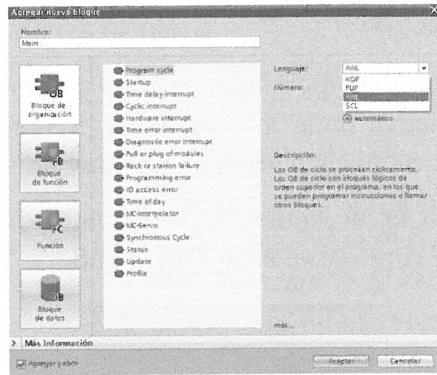 Agregar nuevo bloque
Nombre:
Main
OB
Bloque de
organización
FB
Bloque
de función
FC
Función
DB
Bloque
de datos
Program cycle
Startup
Time delay interrupt
Cyclic interrupt
Hardware interrupt
Time error interrupt
Diagnostic error interrupt
Pull or plug of modules
Rack or station failure
Programming error
IO access error
Time of day
MC-Interpolator
MC-Servo
Synchronous Cycle
Status
Update
Profile
Lenguaje:
AWL
KOP
FUP
AWL
SCL
Número:
automático
Descripción:
Los OB de ciclo se procesan cíclicamente.
Los OB de ciclo son bloques lógicos de
orden superior en el programa, en los que
se pueden programar instrucciones o llamar
otros bloques.
más...
> Más Información
Agregar y abrir
Aceptar
Cancelar